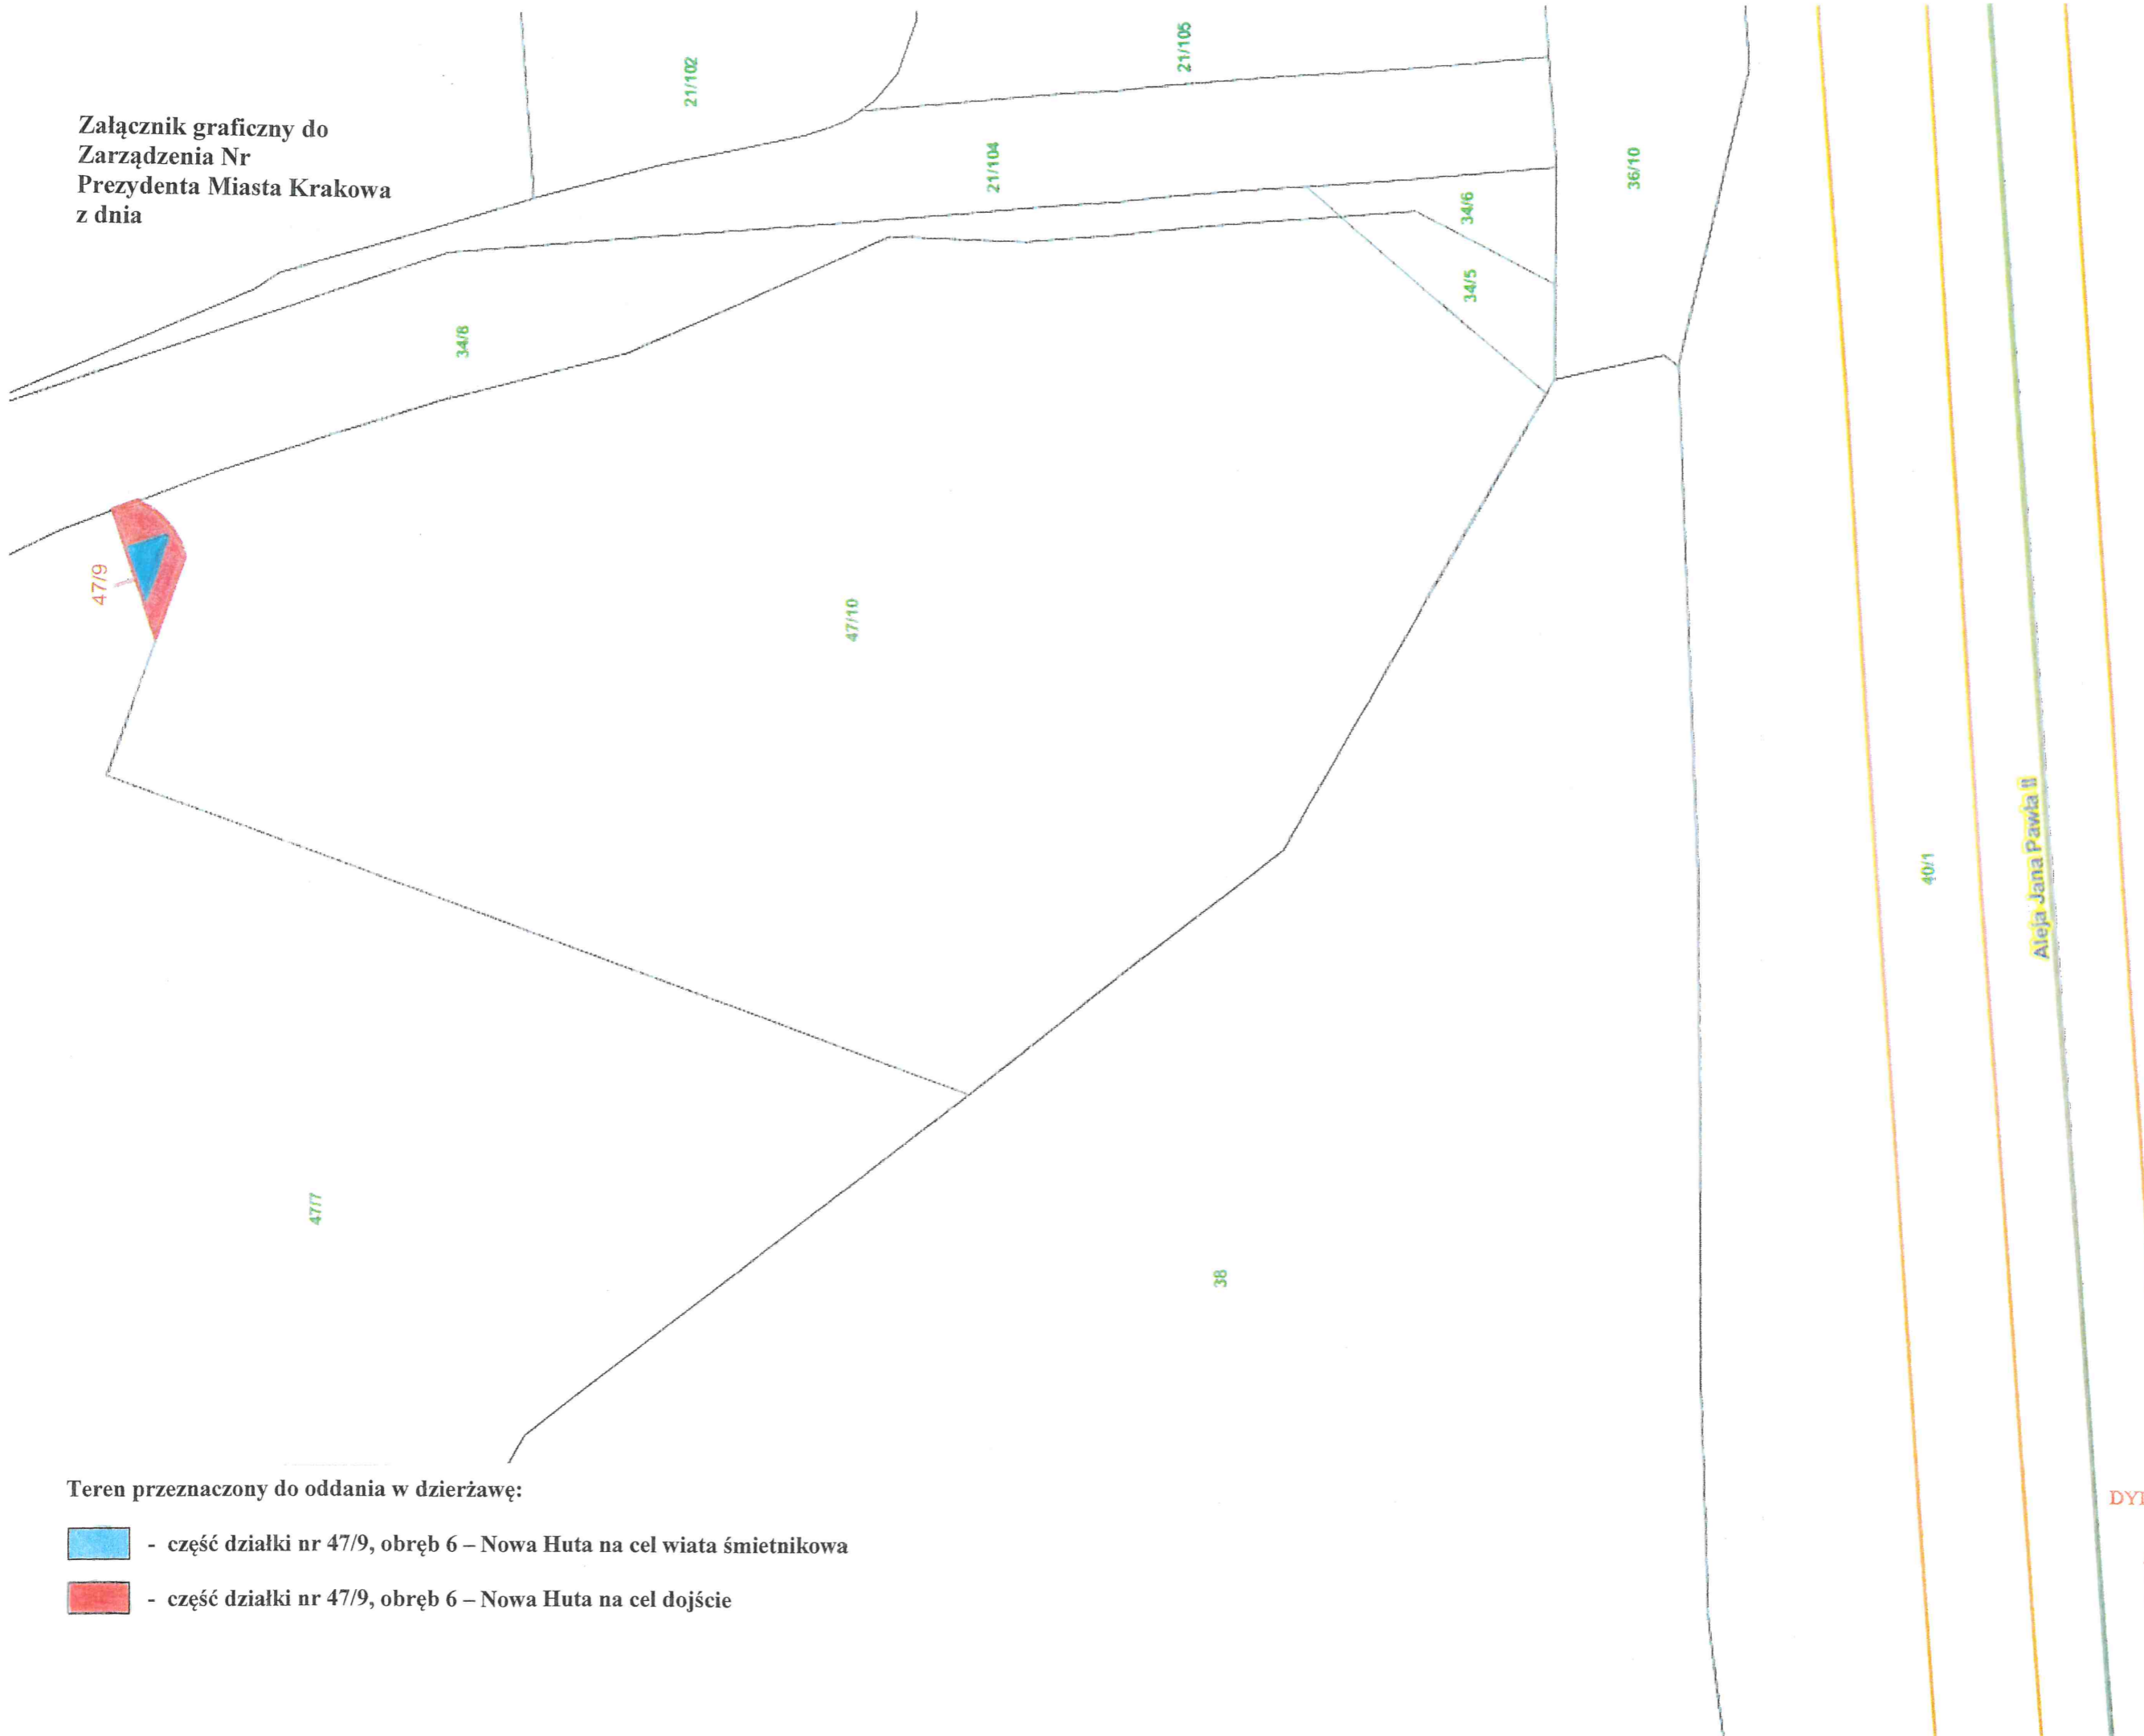 Załącznik graficzny do
Zarządzenia Nr
Prezydenta Miasta Krakowa
z dnia
21/102
21/105
21/104
36/10
34/6
34/5
34/8
47/9
47/10
40/1
Aleja Jana Pawła II
47/7
38
Teren przeznaczony do oddania w dzierżawę:
- część działki nr 47/9, obręb 6 – Nowa Huta na cel wiata śmietnikowa
- część działki nr 47/9, obręb 6 – Nowa Huta na cel dojście